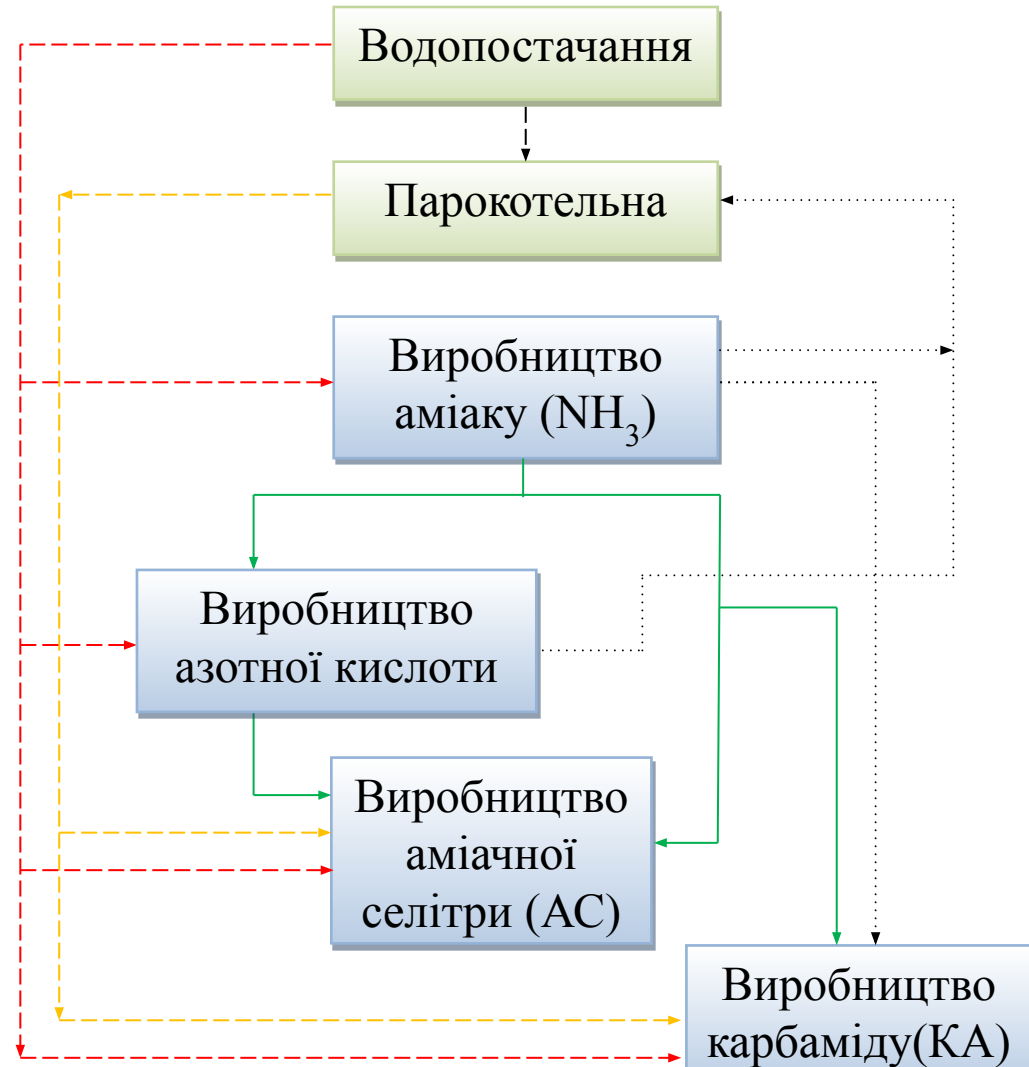 Водопостачання
Парокотельна
Виробництво
аміаку (NH₃)
Виробництво
азотної кислоти
Виробництво
аміачної
селітри (АС)
Виробництво
карбаміду(КА)